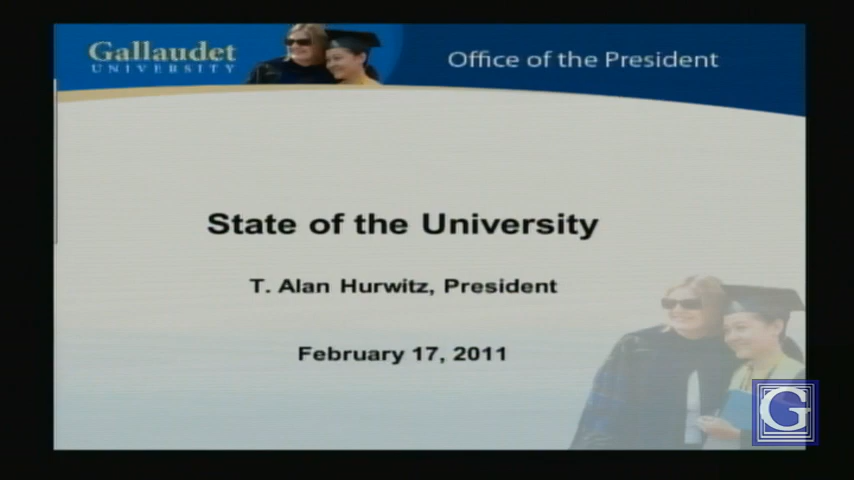 Gallaudet
UNIVERSITY
Office of the President
State of the University
T. Alan Hurwitz, President
February 17, 2011
G